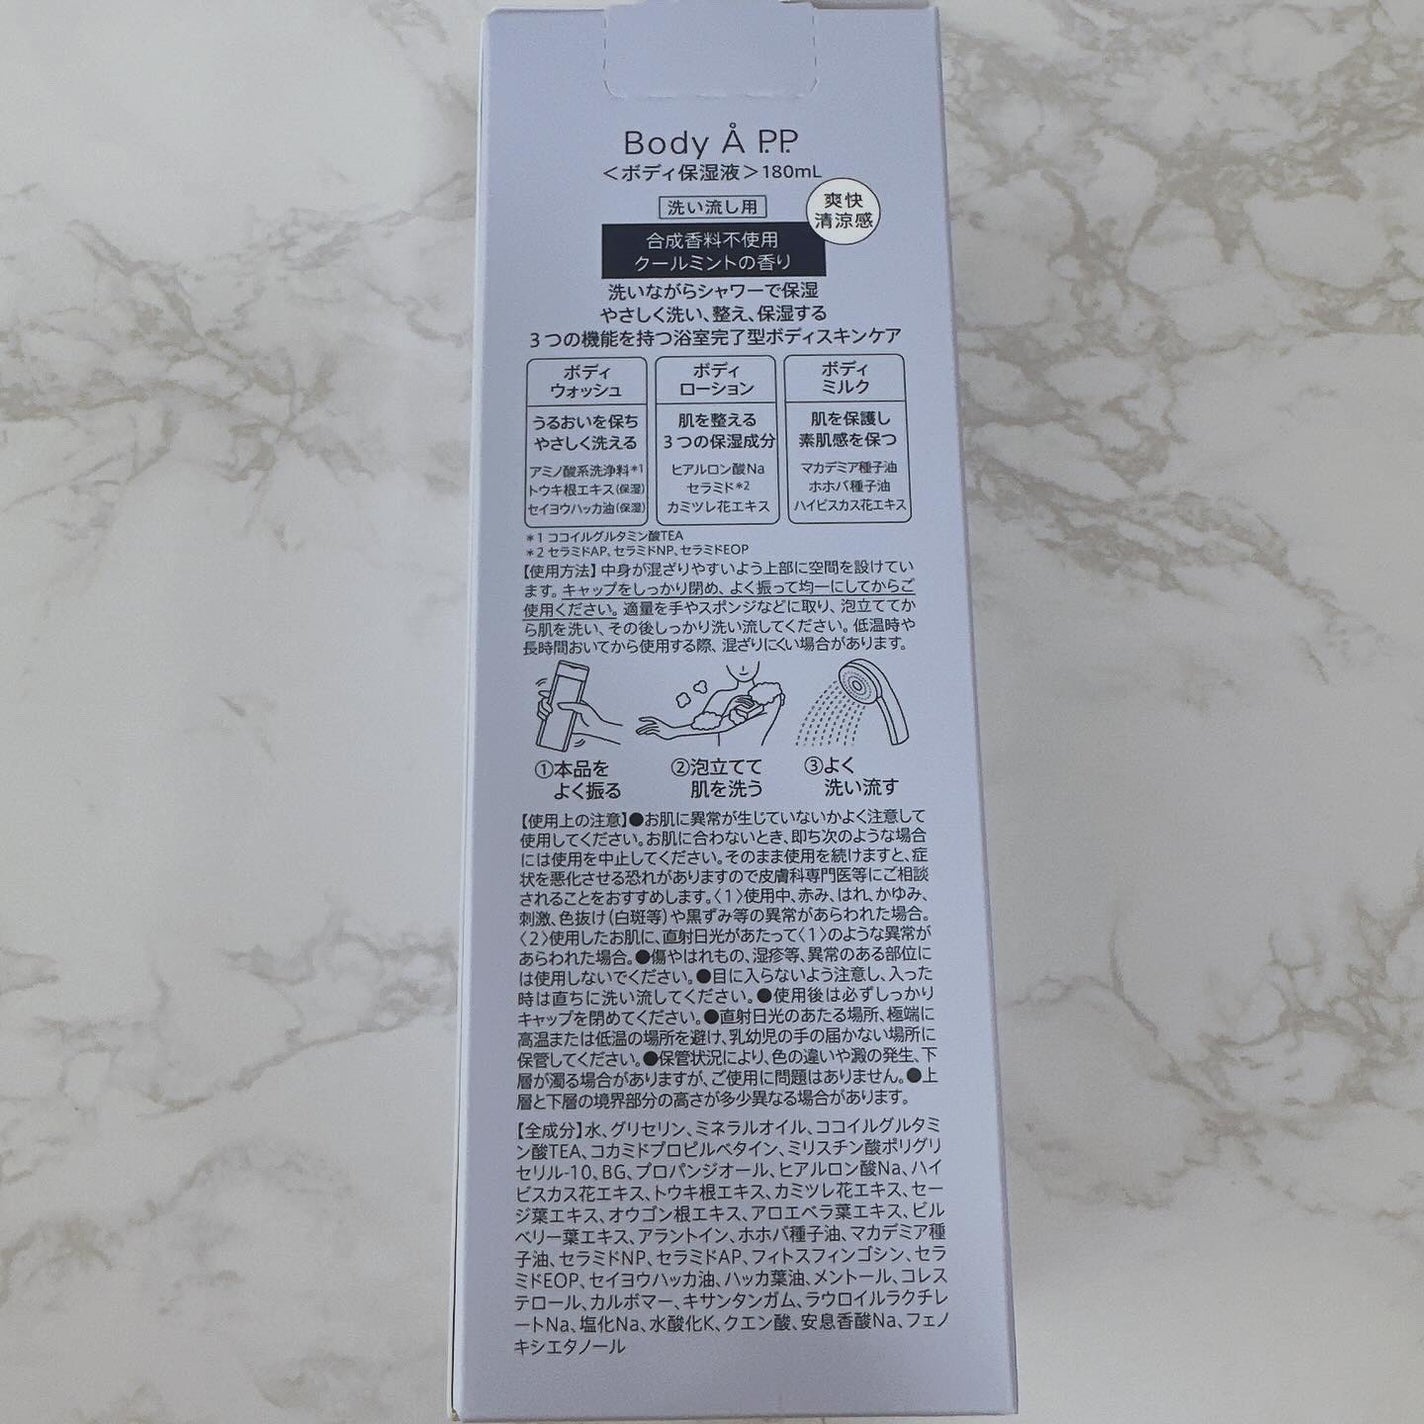 Body Å P.P.
＜ボディ保湿液＞180mL
洗い流し用
爽快
清涼感
合成香料不使用
クールミントの香り
洗いながらシャワーで保湿
やさしく洗い、整え、保湿する
3つの機能を持つ浴室完了型ボディスキンケア
ボディ
ウォッシュ
うるおいを保ち
やさしく洗える
アミノ酸系洗浄料*1
トウキ根エキス(保湿)
セイヨウハッカ油(保湿)
ボディ
ローション
肌を整える
3つの保湿成分
ヒアルロン酸Na
セラミド*2
カミツレ花エキス
ボディ
ミルク
肌を保護し
素肌感を保つ
マカデミア種子油
ホホバ種子油
ハイビスカス花エキス
*1 ココイルグルタミン酸TEA
*2 セラミドAP、セラミドNP、セラミドEOP
【使用方法】中身が混ざりやすいよう上部に空間を設けてい
ます。キャップをしっかり閉め、よく振って均一にしてからご
使用ください。適量を手やスポンジなどに取り、泡立ててか
ら肌を洗い、その後しっかり洗い流してください。低温時や
長時間おいてから使用する際、混ざりにくい場合があります。
①本品を
よく振る
②泡立てて
肌を洗う
③よく
洗い流す
【使用上の注意】●お肌に異常が生じていないかよく注意して
使用してください。お肌に合わないとき、即ち次のような場合
には使用を中止してください。そのまま使用を続けますと、症
状を悪化させる恐れがありますので皮膚科専門医等にご相談
されることをおすすめします。〈1〉使用中、赤み、はれ、かゆみ、
刺激、色抜け(白斑等)や黒ずみ等の異常があらわれた場合。
〈2〉使用したお肌に、直射日光があたって〈1〉のような異常が
あらわれた場合。●傷やはれもの、湿疹等、異常のある部位に
は使用しないでください。●目に入らないよう注意し、入った
時は直ちに洗い流してください。●使用後は必ずしっかり
キャップを閉めてください。●直射日光のあたる場所、極端に
高温または低温の場所を避け、乳幼児の手の届かない場所に
保管してください。●保管状況により、色の違いや澱の発生、下
層が濁る場合がありますが、ご使用に問題はありません。●上
層と下層の境界部分の高さが多少異なる場合があります。
【全成分】水、グリセリン、ミネラルオイル、ココイルグルタミ
ン酸TEA、コカミドプロピルベタイン、ミリスチン酸ポリグリ
セリル-10、BG、プロパンジオール、ヒアルロン酸Na、ハイ
ビスカス花エキス、トウキ根エキス、カミツレ花エキス、セー
ジ葉エキス、オウゴン根エキス、アロエベラ葉エキス、ビル
ベリー葉エキス、アラントイン、ホホバ種子油、マカデミア種
子油、セラミドNP、セラミドAP、フィトスフィンゴシン、セラ
ミドEOP、セイヨウハッカ油、ハッカ葉油、メントール、コレス
テロール、カルボマー、キサンタンガム、ラウロイルラクチレ
ートNa、塩化Na、水酸化K、クエン酸、安息香酸Na、フェノ
キシエタノール